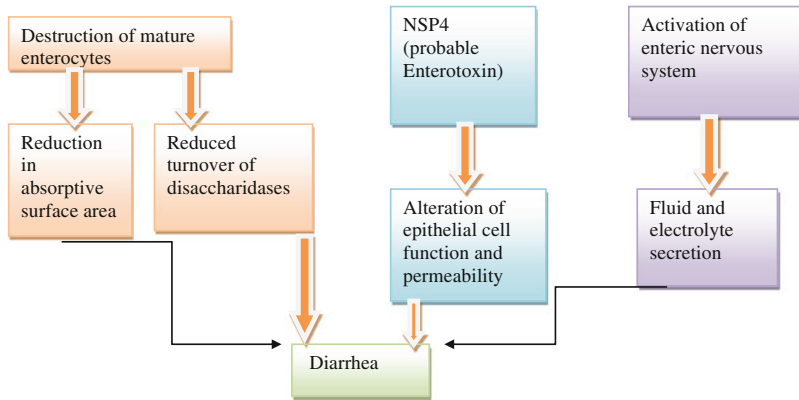 Destruction of mature
enterocytes
NSP4
(probable
Enterotoxin)
Activation of
enteric nervous
system
Reduction
in
absorptive
surface area
Reduced
turnover of
disaccharidases
Alteration of
epithelial cell
function and
permeability
Fluid and
electrolyte
secretion
Diarrhea